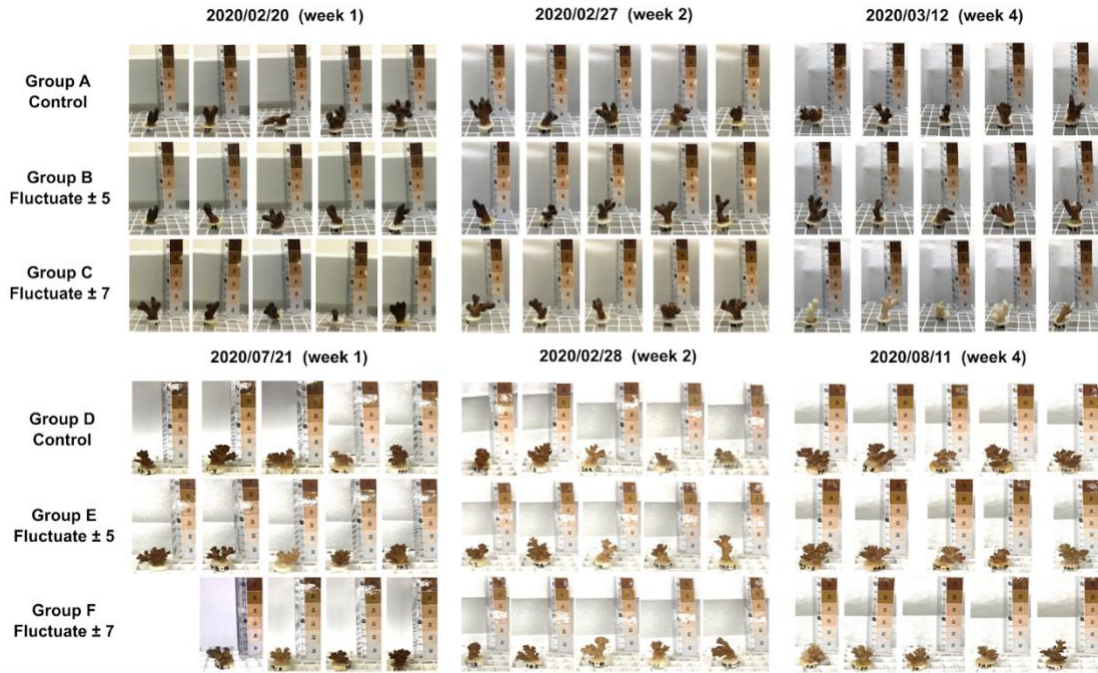 2020/02/20 (week 1) 2020/02/27 (week 2) 2020/03/12 (week 4)
Group A
Control
Group B
Fluctuate ± 5
Group C
Fluctuate ± 7
2020/07/21 (week 1) 2020/02/28 (week 2) 2020/08/11 (week 4)
Group D
Control
Group E
Fluctuate ± 5
Group F
Fluctuate ± 7